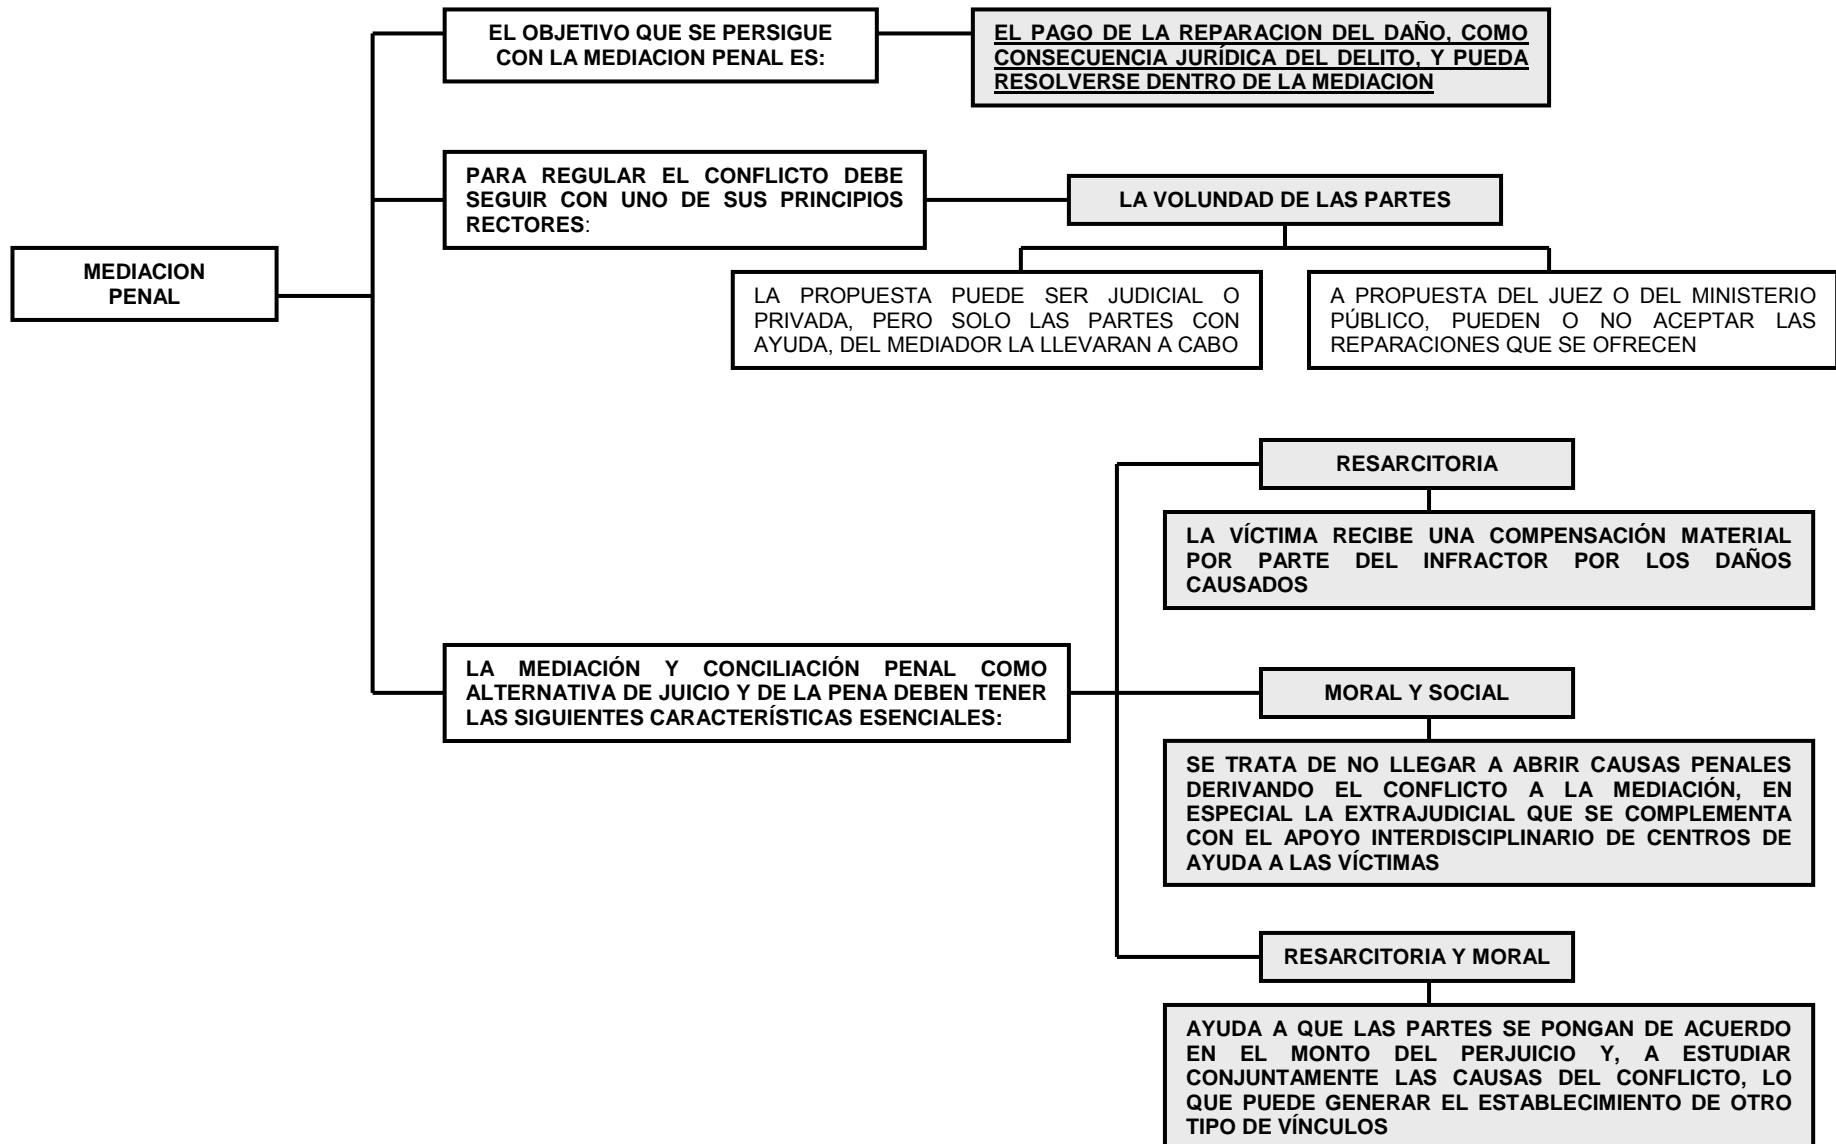 EL OBJETIVO QUE SE PERSIGUE
CON LA MEDIACION PENAL ES:
EL PAGO DE LA REPARACION DEL DAÑO, COMO
CONSECUENCIA JURÍDICA DEL DELITO, Y PUEDA
RESOLVERSE DENTRO DE LA MEDIACION
PARA REGULAR EL CONFLICTO DEBE
SEGUIR CON UNO DE SUS PRINCIPIOS
RECTORES:
LA VOLUNDAD DE LAS PARTES
MEDIACION
PENAL
LA PROPUESTA PUEDE SER JUDICIAL O
PRIVADA, PERO SOLO LAS PARTES CON
AYUDA, DEL MEDIADOR LA LLEVARAN A CABO
A PROPUESTA DEL JUEZ O DEL MINISTERIO
PÚBLICO, PUEDEN O NO ACEPTAR LAS
REPARACIONES QUE SE OFRECEN
LA MEDIACIÓN Y CONCILIACIÓN PENAL COMO
ALTERNATIVA DE JUICIO Y DE LA PENA DEBEN TENER
LAS SIGUIENTES CARACTERÍSTICAS ESENCIALES:
RESARCITORIA
LA VÍCTIMA RECIBE UNA COMPENSACIÓN MATERIAL
POR PARTE DEL INFRACTOR POR LOS DAÑOS
CAUSADOS
MORAL Y SOCIAL
SE TRATA DE NO LLEGAR A ABRIR CAUSAS PENALES
DERIVANDO EL CONFLICTO A LA MEDIACIÓN, EN
ESPECIAL LA EXTRAJUDICIAL QUE SE COMPLEMENTA
CON EL APOYO INTERDISCIPLINARIO DE CENTROS DE
AYUDA A LAS VÍCTIMAS
RESARCITORIA Y MORAL
AYUDA A QUE LAS PARTES SE PONGAN DE ACUERDO
EN EL MONTO DEL PERJUICIO Y, A ESTUDIAR
CONJUNTAMENTE LAS CAUSAS DEL CONFLICTO, LO
QUE PUEDE GENERAR EL ESTABLECIMIENTO DE OTRO
TIPO DE VÍNCULOS